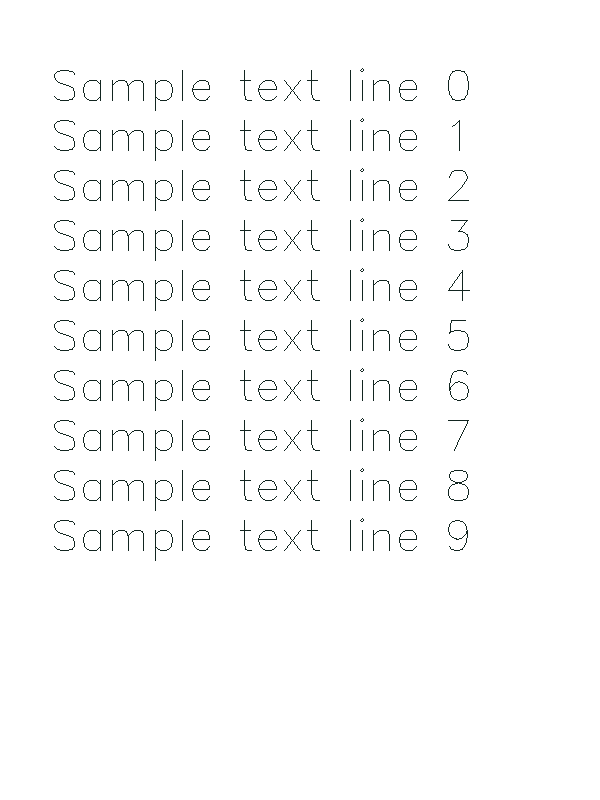 Sample text line 0
Sample text line 1
Sample text line 2
Sample text line 3
Sample text line 4
Sample text line 5
Sample text line 6
Sample text line 7
Sample text line 8
Sample text line 9